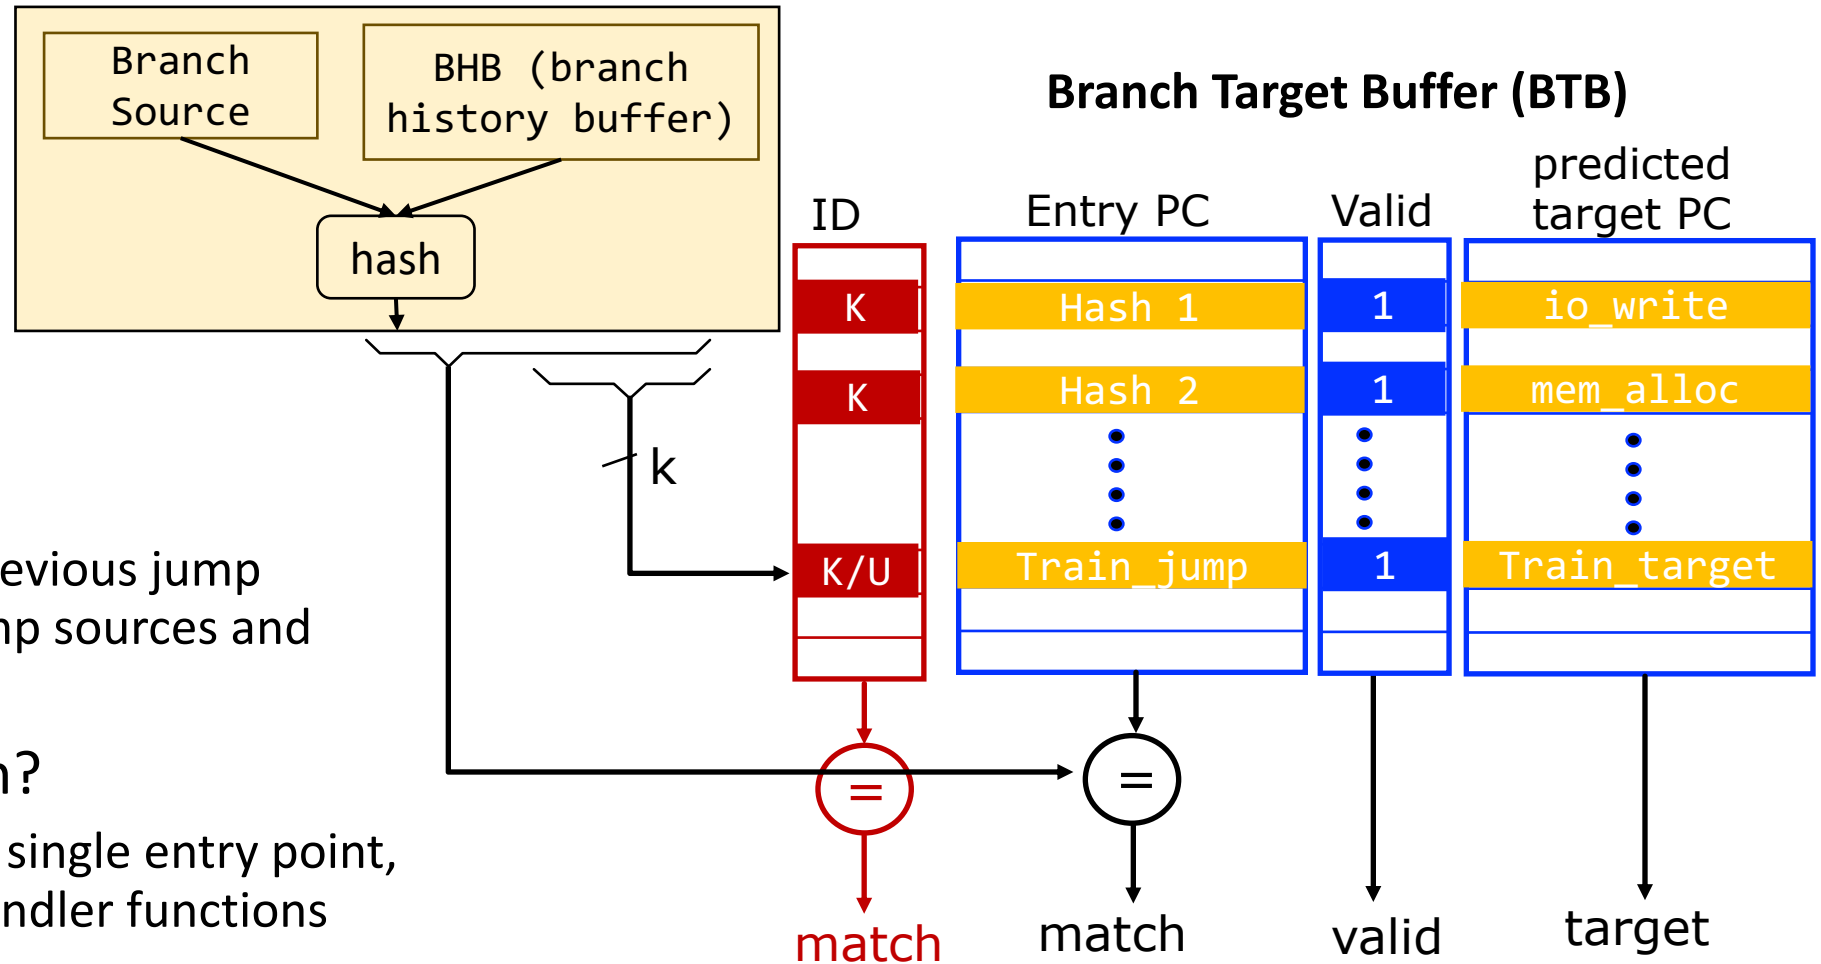 Branch
Source
BHB (branch
history buffer)
hash
Branch Target Buffer (BTB)
ID
Entry PC
Valid
predicted
target PC
K
Hash 1
1
io_write
K
Hash 2
1
mem_alloc
k
K/U
Train_jump
1
Train_target
evious jump
np sources and
n?
single entry point,
ndler functions
=
=
match
match
valid
target